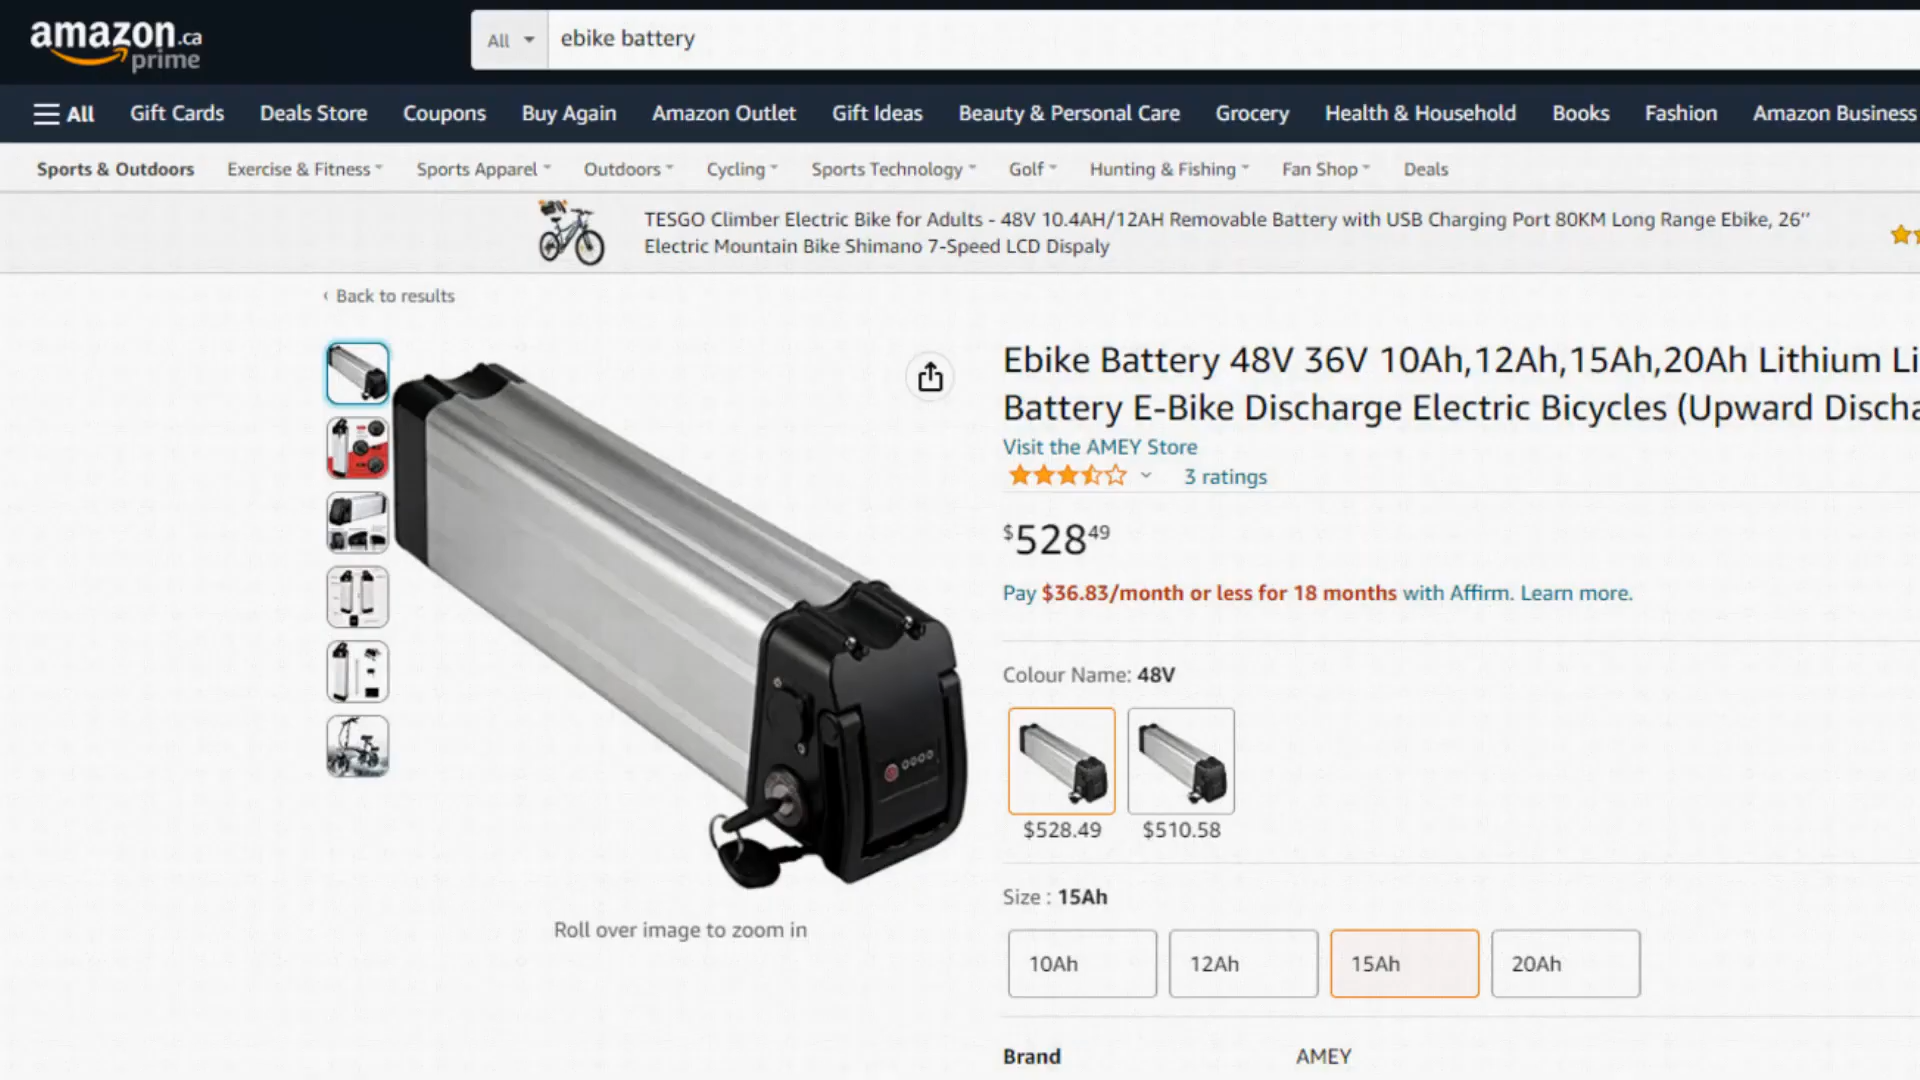 amazon.ca
prime
All
ebike battery
All
Gift Cards
Deals Store
Coupons
Buy Again
Amazon Outlet
Gift Ideas
Beauty & Personal Care
Grocery
Health & Household
Books
Fashion
Amazon Business
Sports & Outdoors
Exercise & Fitness
Sports Apparel
Outdoors
Cycling
Sports Technology
Golf
Hunting & Fishing
Fan Shop
Deals
TESGO Climber Electric Bike for Adults - 48V 10.4AH/12AH Removable Battery with USB Charging Port 80KM Long Range Ebike, 26’’
Electric Mountain Bike Shimano 7-Speed LCD Dispaly
‹ Back to results
Ebike Battery 48V 36V 10Ah,12Ah,15Ah,20Ah Lithium Li
Battery E-Bike Discharge Electric Bicycles (Upward Discha
Visit the AMEY Store
3 ratings
$528 49
Pay $36.83/month or less for 18 months with Affirm. Learn more.
Colour Name: 48V
$528.49
$510.58
Roll over image to zoom in
Size : 15Ah
10Ah
12Ah
15Ah
20Ah
Brand
AMEY